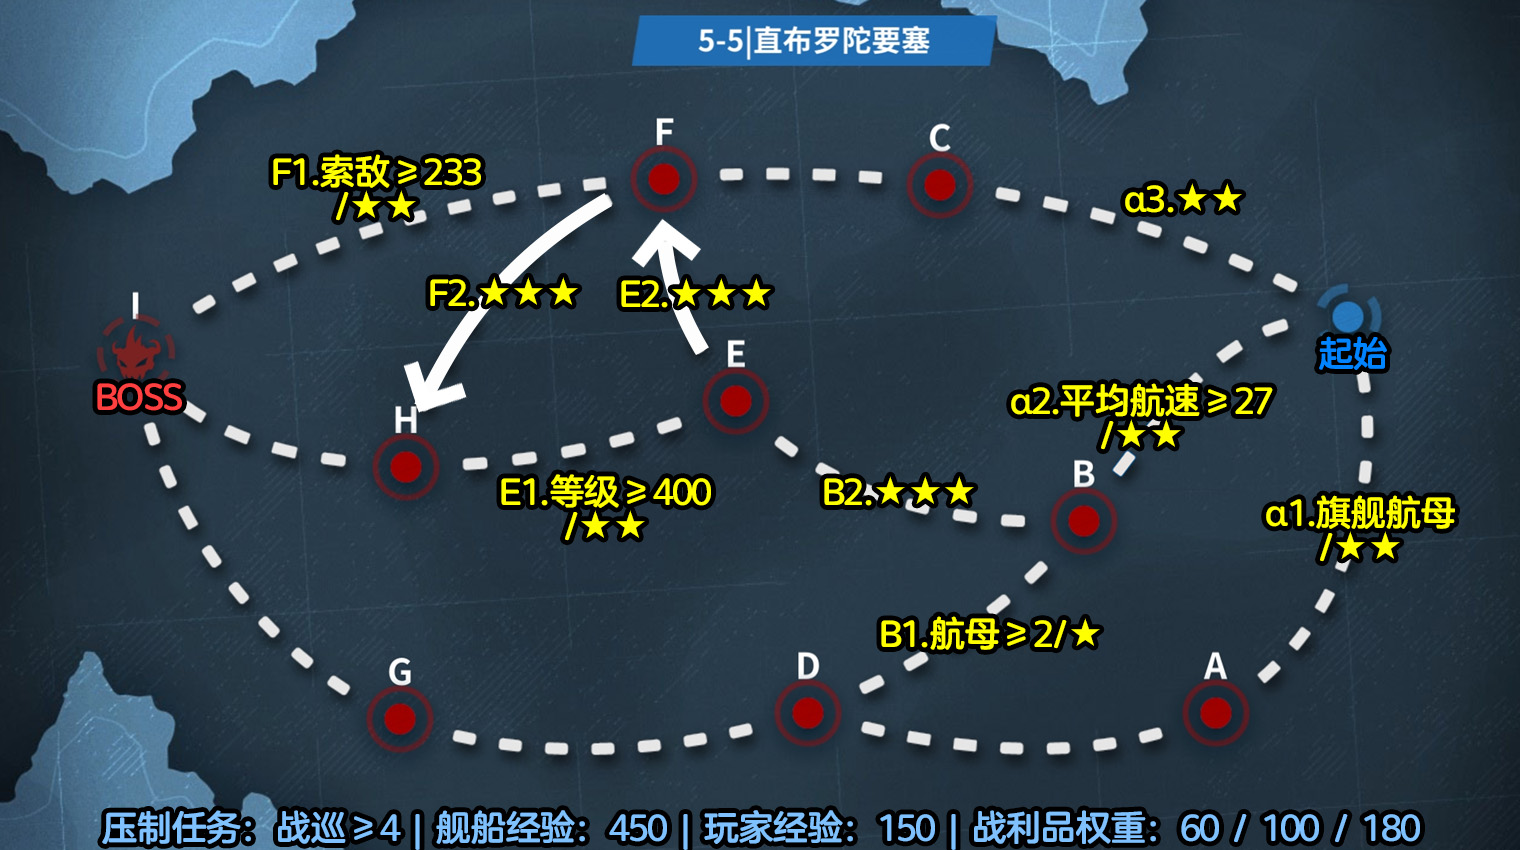 5-5|直布罗陀要塞
F
C
F1.索敌≥233
/★★
α3.★★
F2.★★★
E2.★★★
I
BOSS
起始
E
H
α2.平均航速≥27
/★★
E1.等级≥400
/★★
B2.★★★
B
α1.旗舰航母
/★★
B1.航母≥2/★
G
D
A
压制任务：战巡≥4 | 舰船经验：450 | 玩家经验：150 | 战利品权重：60 / 100 / 180